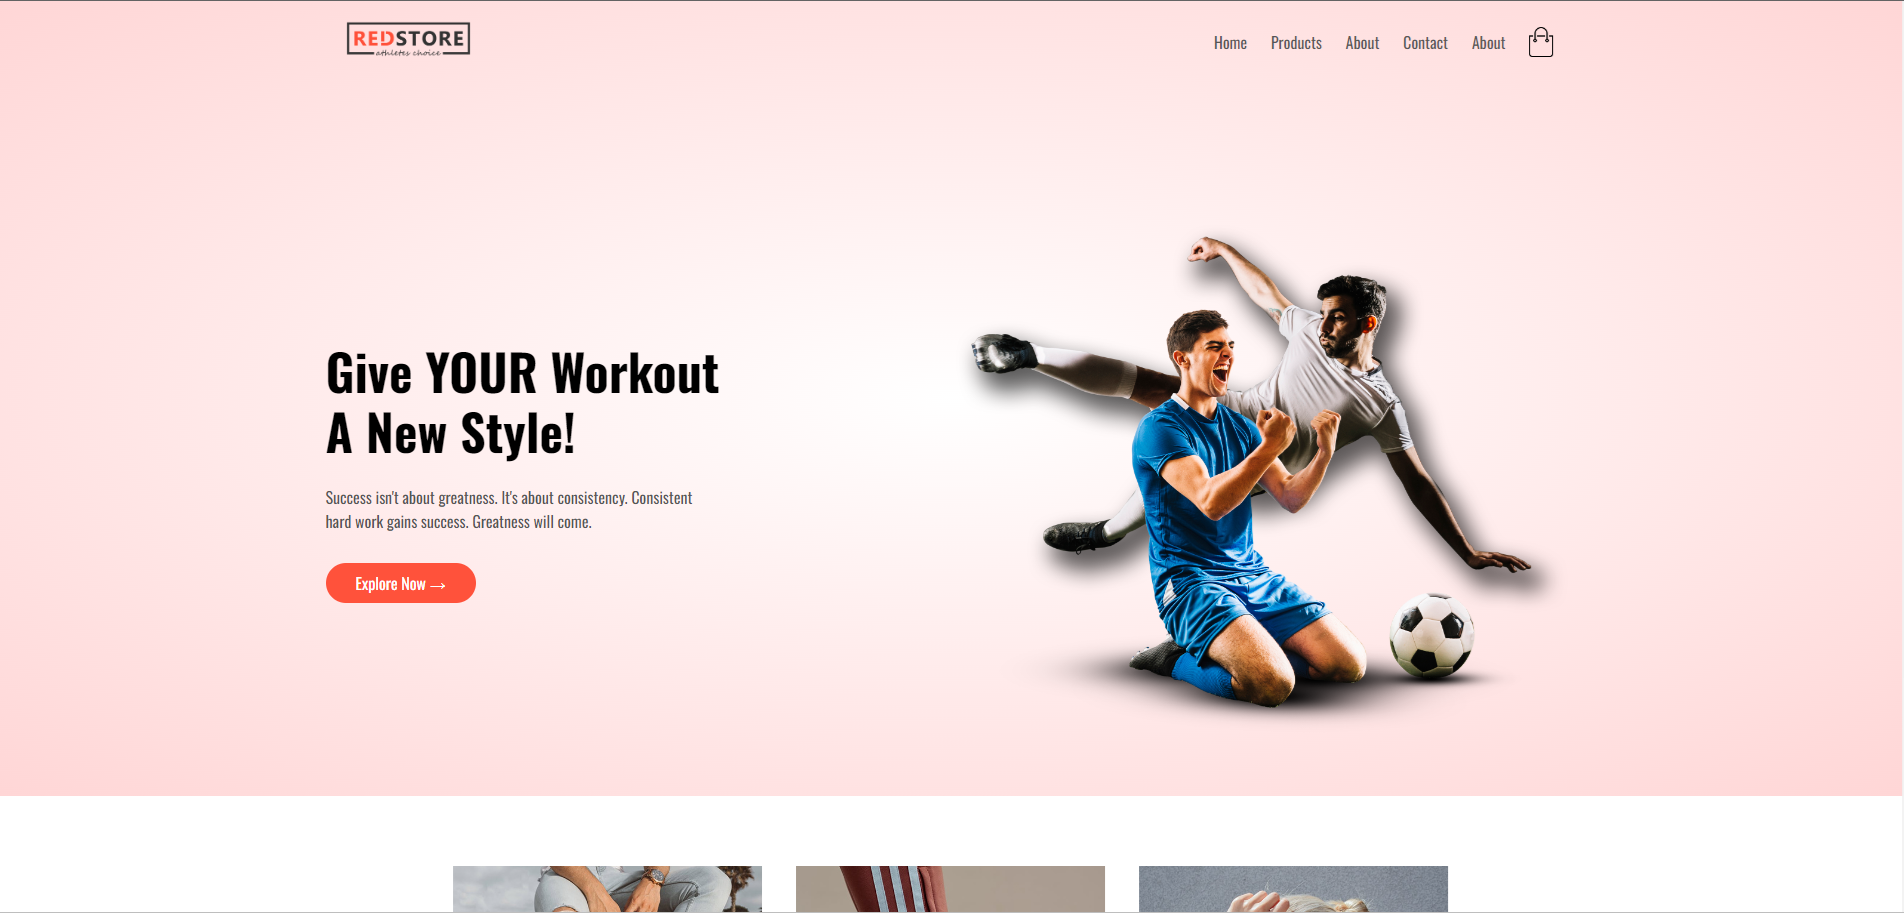 REDSTORE
athletes choice
Home Products About Contact About
Give YOUR Workout
A New Style!
Success isn't about greatness. It's about consistency. Consistent
hard work gains success. Greatness will come.
Explore Now →